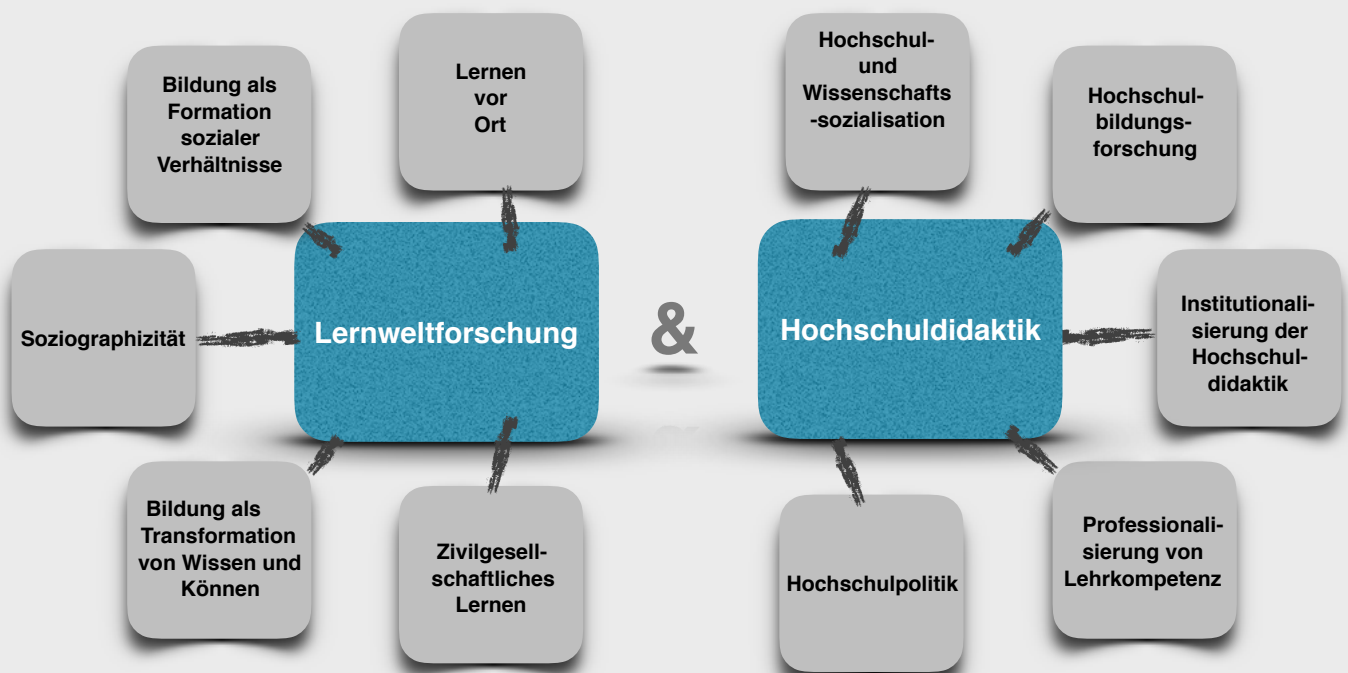 Bildung als
Formation
sozialer
Verhältnisse
Lernen
vor
Ort
Hochschul-
und
Wissenschafts
-sozialisation
Hochschul-
bildungs-
forschung
Soziographizität
Lernweltforschung
&
Hochschuldidaktik
Institutionali-
sierung der
Hochschul-
didaktik
Bildung als
Transformation
von Wissen und
Können
Zivilgesell-
schaftliches
Lernen
Hochschulpolitik
Professionali-
sierung von
Lehrkompetenz